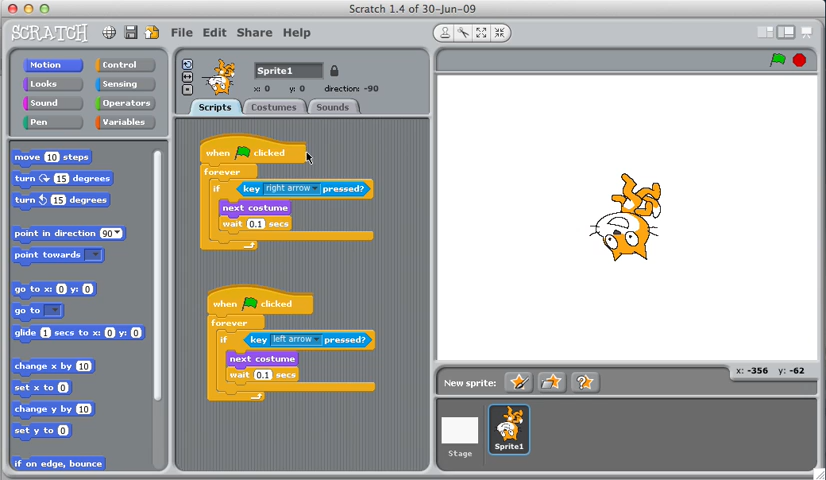 Scratch 1.4 of 30-Jun-09
SCRATCH File Edit Share Help
Motion Control
Looks Sensing
Sound Operators
Pen Variables
move 10 steps
turn 15 degrees
turn 15 degrees
point in direction 90
point towards
go to x: 0 y: 0
go to
glide 1 secs to x: 0 y: 0
change x by 10
set x to 0
change y by 10
set y to 0
if on edge, bounce
Sprite1
x: 0 y: 0 direction: -90
Scripts Costumes Sounds
when clicked
forever
if key right arrow pressed?
next costume
wait 0.1 secs
when clicked
forever
if key left arrow pressed?
next costume
wait 0.1 secs
x: -356 y: -62
New sprite:
Stage
Sprite1